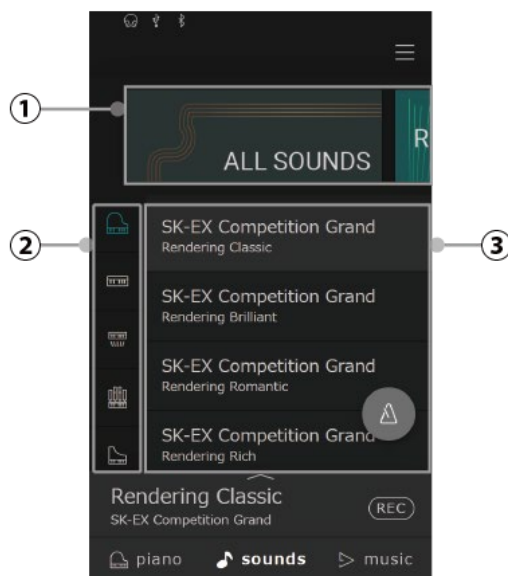 1
ALL SOUNDS
R
2
3
SK-EX Competition Grand
Rendering Classic
SK-EX Competition Grand
Rendering Brilliant
SK-EX Competition Grand
Rendering Romantic
SK-EX Competition Grand
Rendering Rich
Rendering Classic
SK-EX Competition Grand
REC
piano sounds music